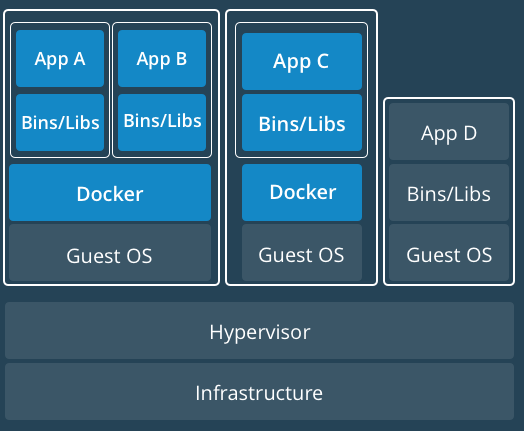 App A
App B
Bins/Libs
Bins/Libs
Docker
Guest OS
App C
Bins/Libs
Docker
Guest OS
App D
Bins/Libs
Guest OS
Hypervisor
Infrastructure